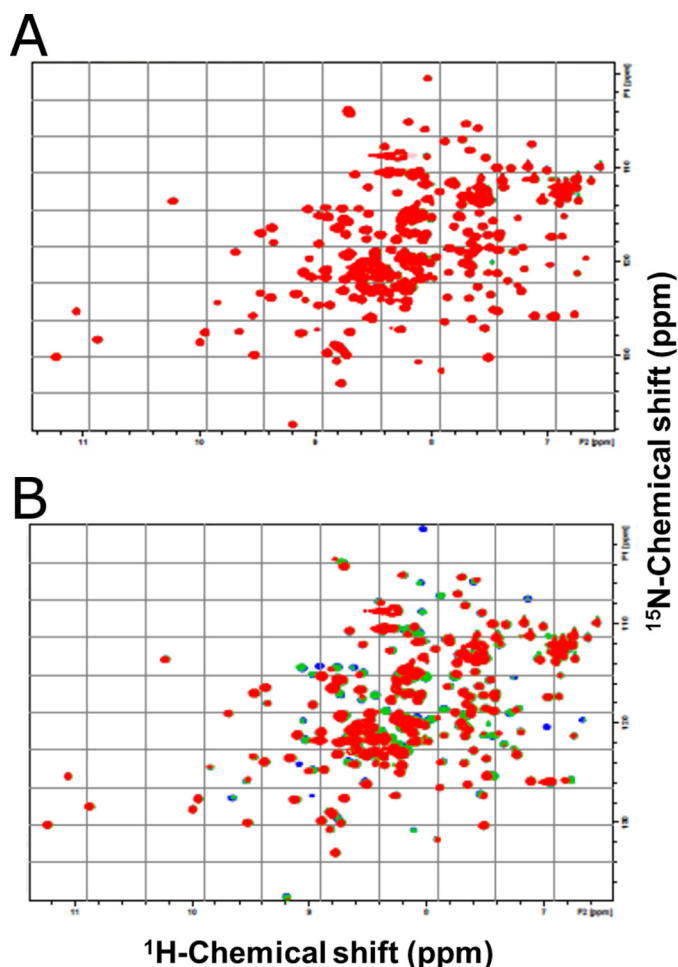 A
F1 [ppm]
110
120
130
11 10 9 8 7 F2 [ppm]
15N-Chemical shift (ppm)
B
F1 [ppm]
110
120
130
11 10 9 8 7 F2 [ppm]
1H-Chemical shift (ppm)